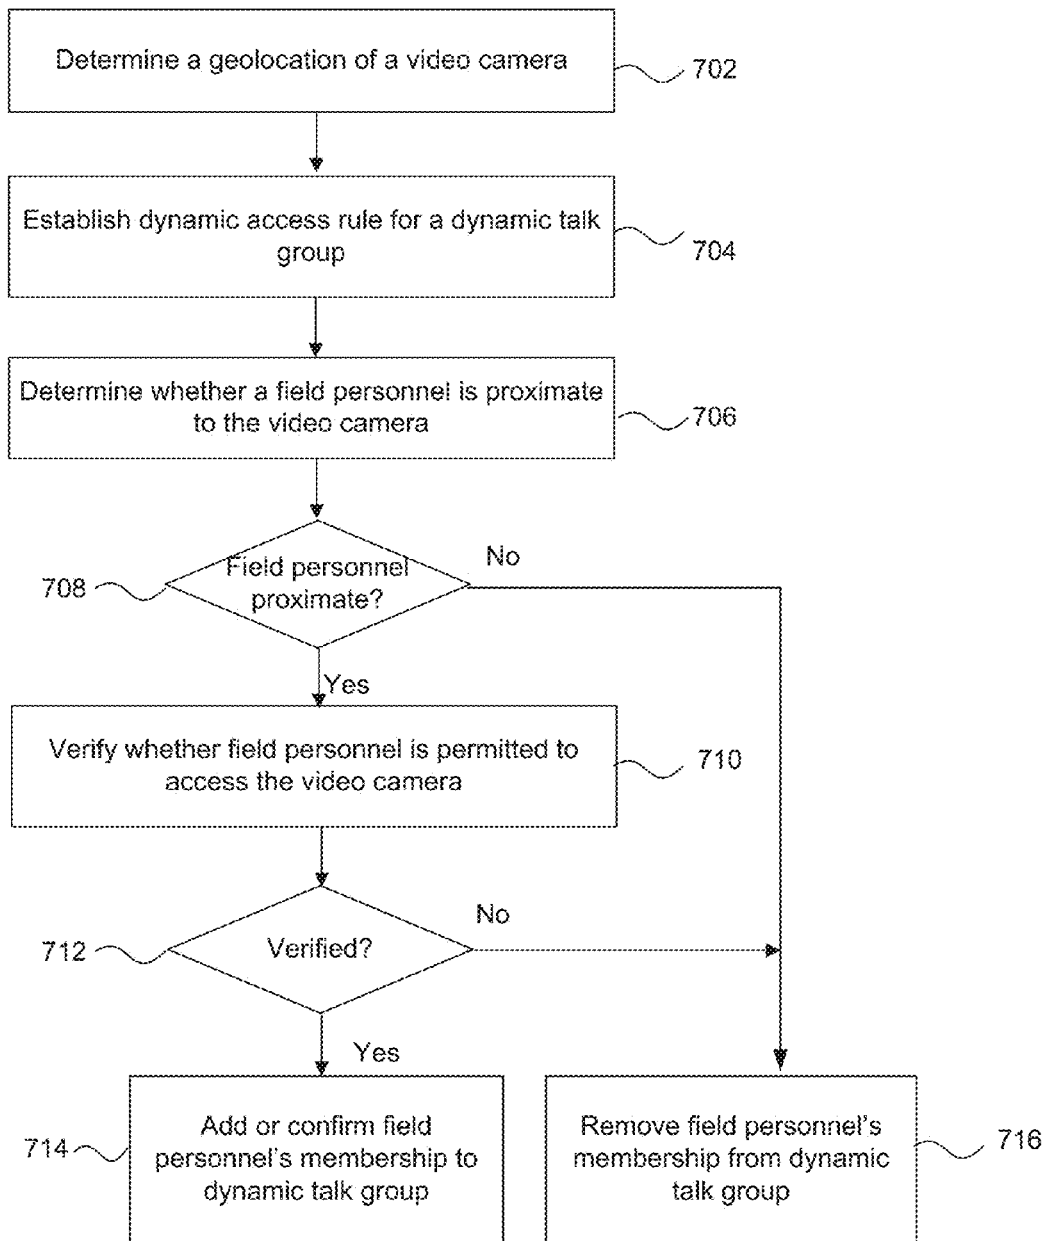 Determine a geolocation of a video camera
702
Establish dynamic access rule for a dynamic talk
group
704
Determine whether a field personnel is proximate
to the video camera
706
Field personnel
proximate?
708
No
Yes
Verify whether field personnel is permitted to
access the video camera
710
Verified?
712
No
Yes
714
Add or confirm field
personnel's membership to
dynamic talk group
Remove field personnel's
membership from dynamic
talk group
716